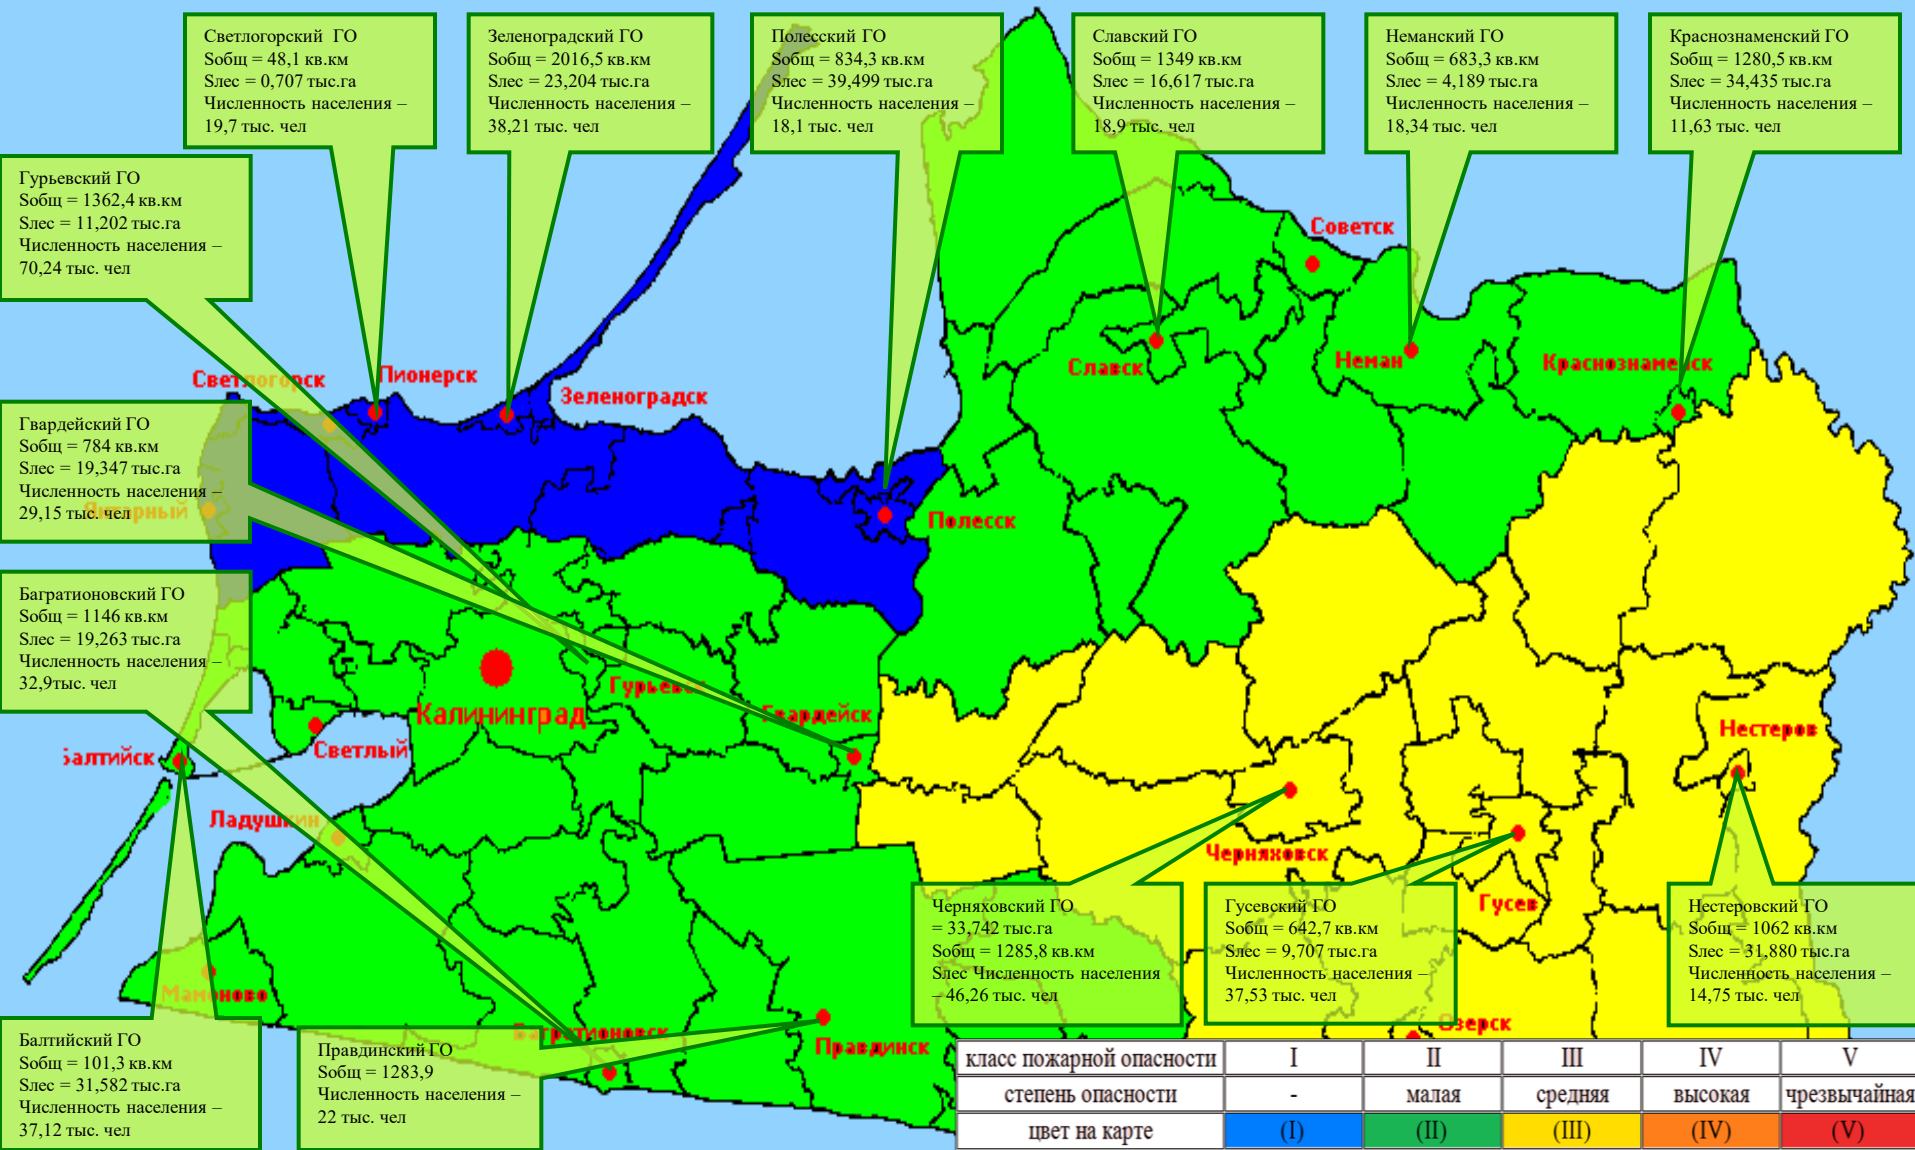 Светлогорский ГО
Sобщ = 48,1 кв.км
Sлес = 0,707 тыс.га
Численность населения –
19,7 тыс. чел
Зеленоградский ГО
Sобщ = 2016,5 кв.км
Sлес = 23,204 тыс.га
Численность населения –
38,21 тыс. чел
Полесский ГО
Sобщ = 834,3 кв.км
Sлес = 39,499 тыс.га
Численность населения –
18,1 тыс. чел
Славский ГО
Sобщ = 1349 кв.км
Sлес = 16,617 тыс.га
Численность населения –
18,9 тыс. чел
Неманский ГО
Sобщ = 683,3 кв.км
Sлес = 4,189 тыс.га
Численность населения –
18,34 тыс. чел
Краснознаменский ГО
Sобщ = 1280,5 кв.км
Sлес = 34,435 тыс.га
Численность населения –
11,63 тыс. чел
Гурьевский ГО
Sобщ = 1362,4 кв.км
Sлес = 11,202 тыс.га
Численность населения –
70,24 тыс. чел
Советск
Светлогорск
Пионерск
Зеленоградск
Славск
Неман
Краснознаменск
Гвардейский ГО
Sобщ = 784 кв.км
Sлес = 19,347 тыс.га
Численность населения –
29,15 тыс. чел
Янтарный
Полесск
Багратионовский ГО
Sобщ = 1146 кв.км
Sлес = 19,263 тыс.га
Численность населения –
32,9тыс. чел
Гурьевск
Калининград
Гвардейск
Светлый
Балтийск
Нестеров
Ладушкин
Черняховск
Гусев
Мамоново
Черняховский ГО
= 33,742 тыс.га
Sобщ = 1285,8 кв.км
Sлес Численность населения
– 46,26 тыс. чел
Гусевский ГО
Sобщ = 642,7 кв.км
Sлес = 9,707 тыс.га
Численность населения –
37,53 тыс. чел
Нестеровский ГО
Sобщ = 1062 кв.км
Sлес = 31,880 тыс.га
Численность населения –
14,75 тыс. чел
Озерск
Багратионовск
Правдинск
Балтийский ГО
Sобщ = 101,3 кв.км
Sлес = 31,582 тыс.га
Численность населения –
37,12 тыс. чел
Правдинский ГО
Sобщ = 1283,9
Численность населения –
22 тыс. чел
класс пожарной опасности I II III IV V
степень опасности - малая средняя высокая чрезвычайная
цвет на карте (I) (II) (III) (IV) (V)